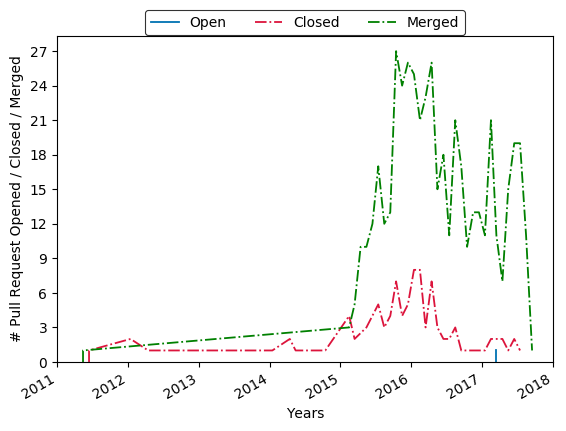 Open Closed Merged
# Pull Request Opened / Closed / Merged
27
24
21
18
15
12
9
6
3
0
2011 2012 2013 2014 2015 2016 2017 2018
Years